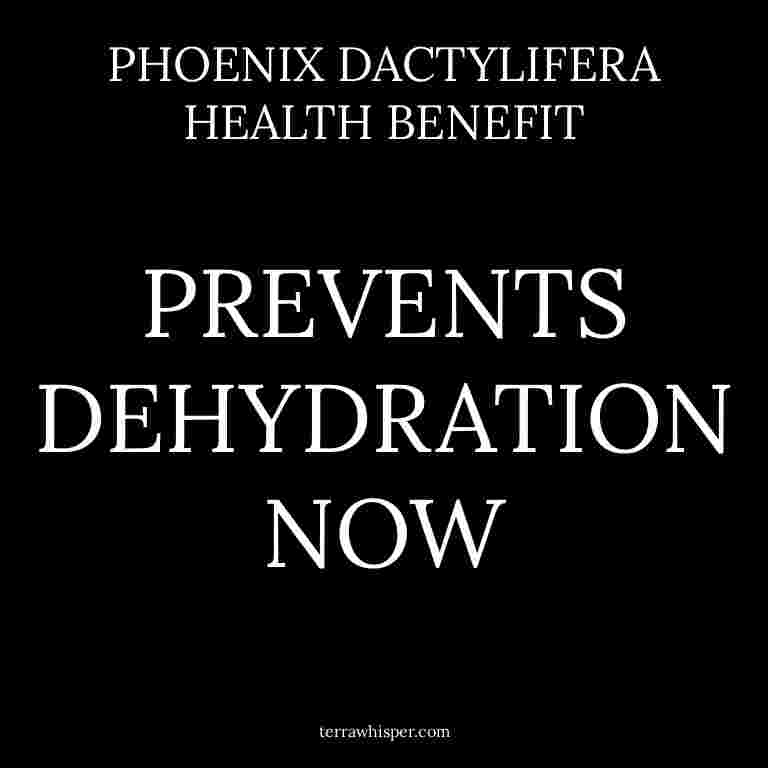 PHOENIX DACTYLIFERA
HEALTH BENEFIT
PREVENTS
DEHYDRATION
NOW
terrawhisper.com